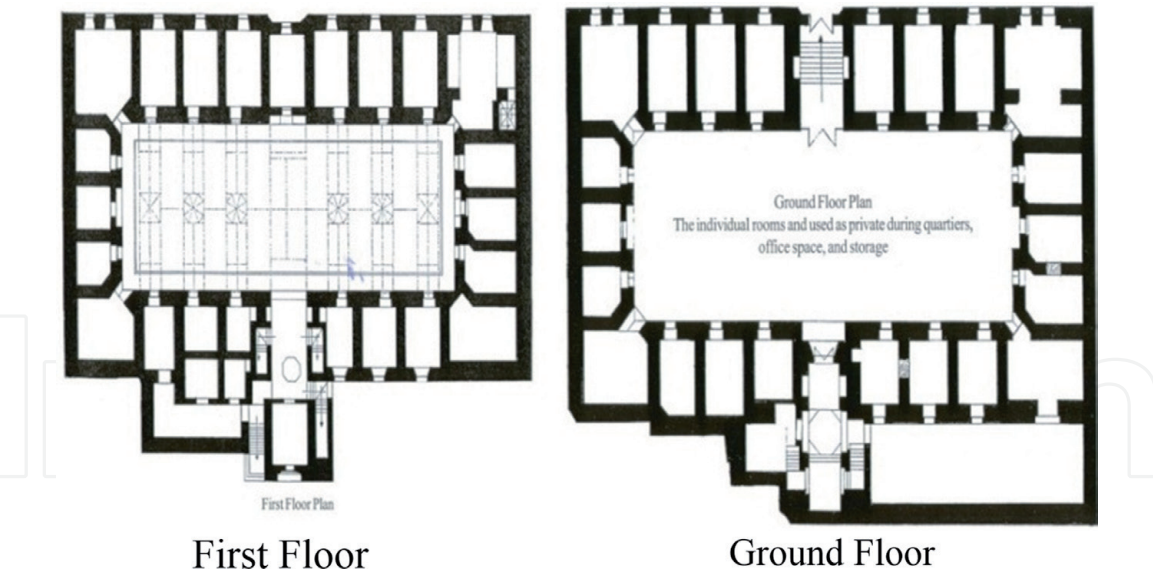 Ground Floor Plan
The individual rooms and used as private during quartiers,
office space, and storage
First Floor Plan
First Floor
Ground Floor